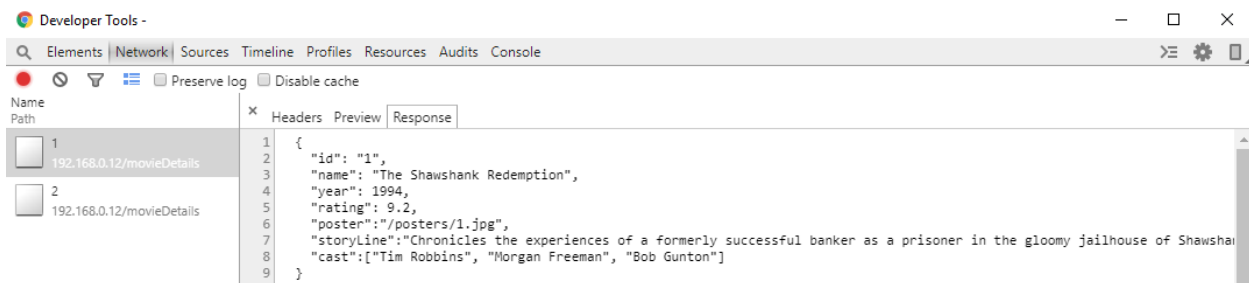 Developer Tools -
Elements Network Sources Timeline Profiles Resources Audits Console
Preserve log Disable cache
Name
Path
× Headers Preview Response
1
192.168.0.12/movieDetails
2
192.168.0.12/movieDetails
1 {
2 "id": "1",
3 "name": "The Shawshank Redemption",
4 "year": 1994,
5 "rating": 9.2,
6 "poster":"/posters/1.jpg",
7 "storyLine":"Chronicles the experiences of a formerly successful banker as a prisoner in the gloomy jailhouse of
8 "cast":["Tim Robbins", "Morgan Freeman", "Bob Gunton"]
9 }